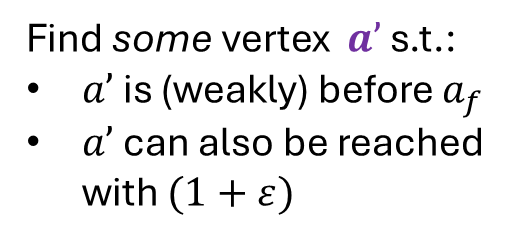 Find some vertex a’ s.t.:
• a’ is (weakly) before a_f
• a’ can also be reached
with (1 + ε)